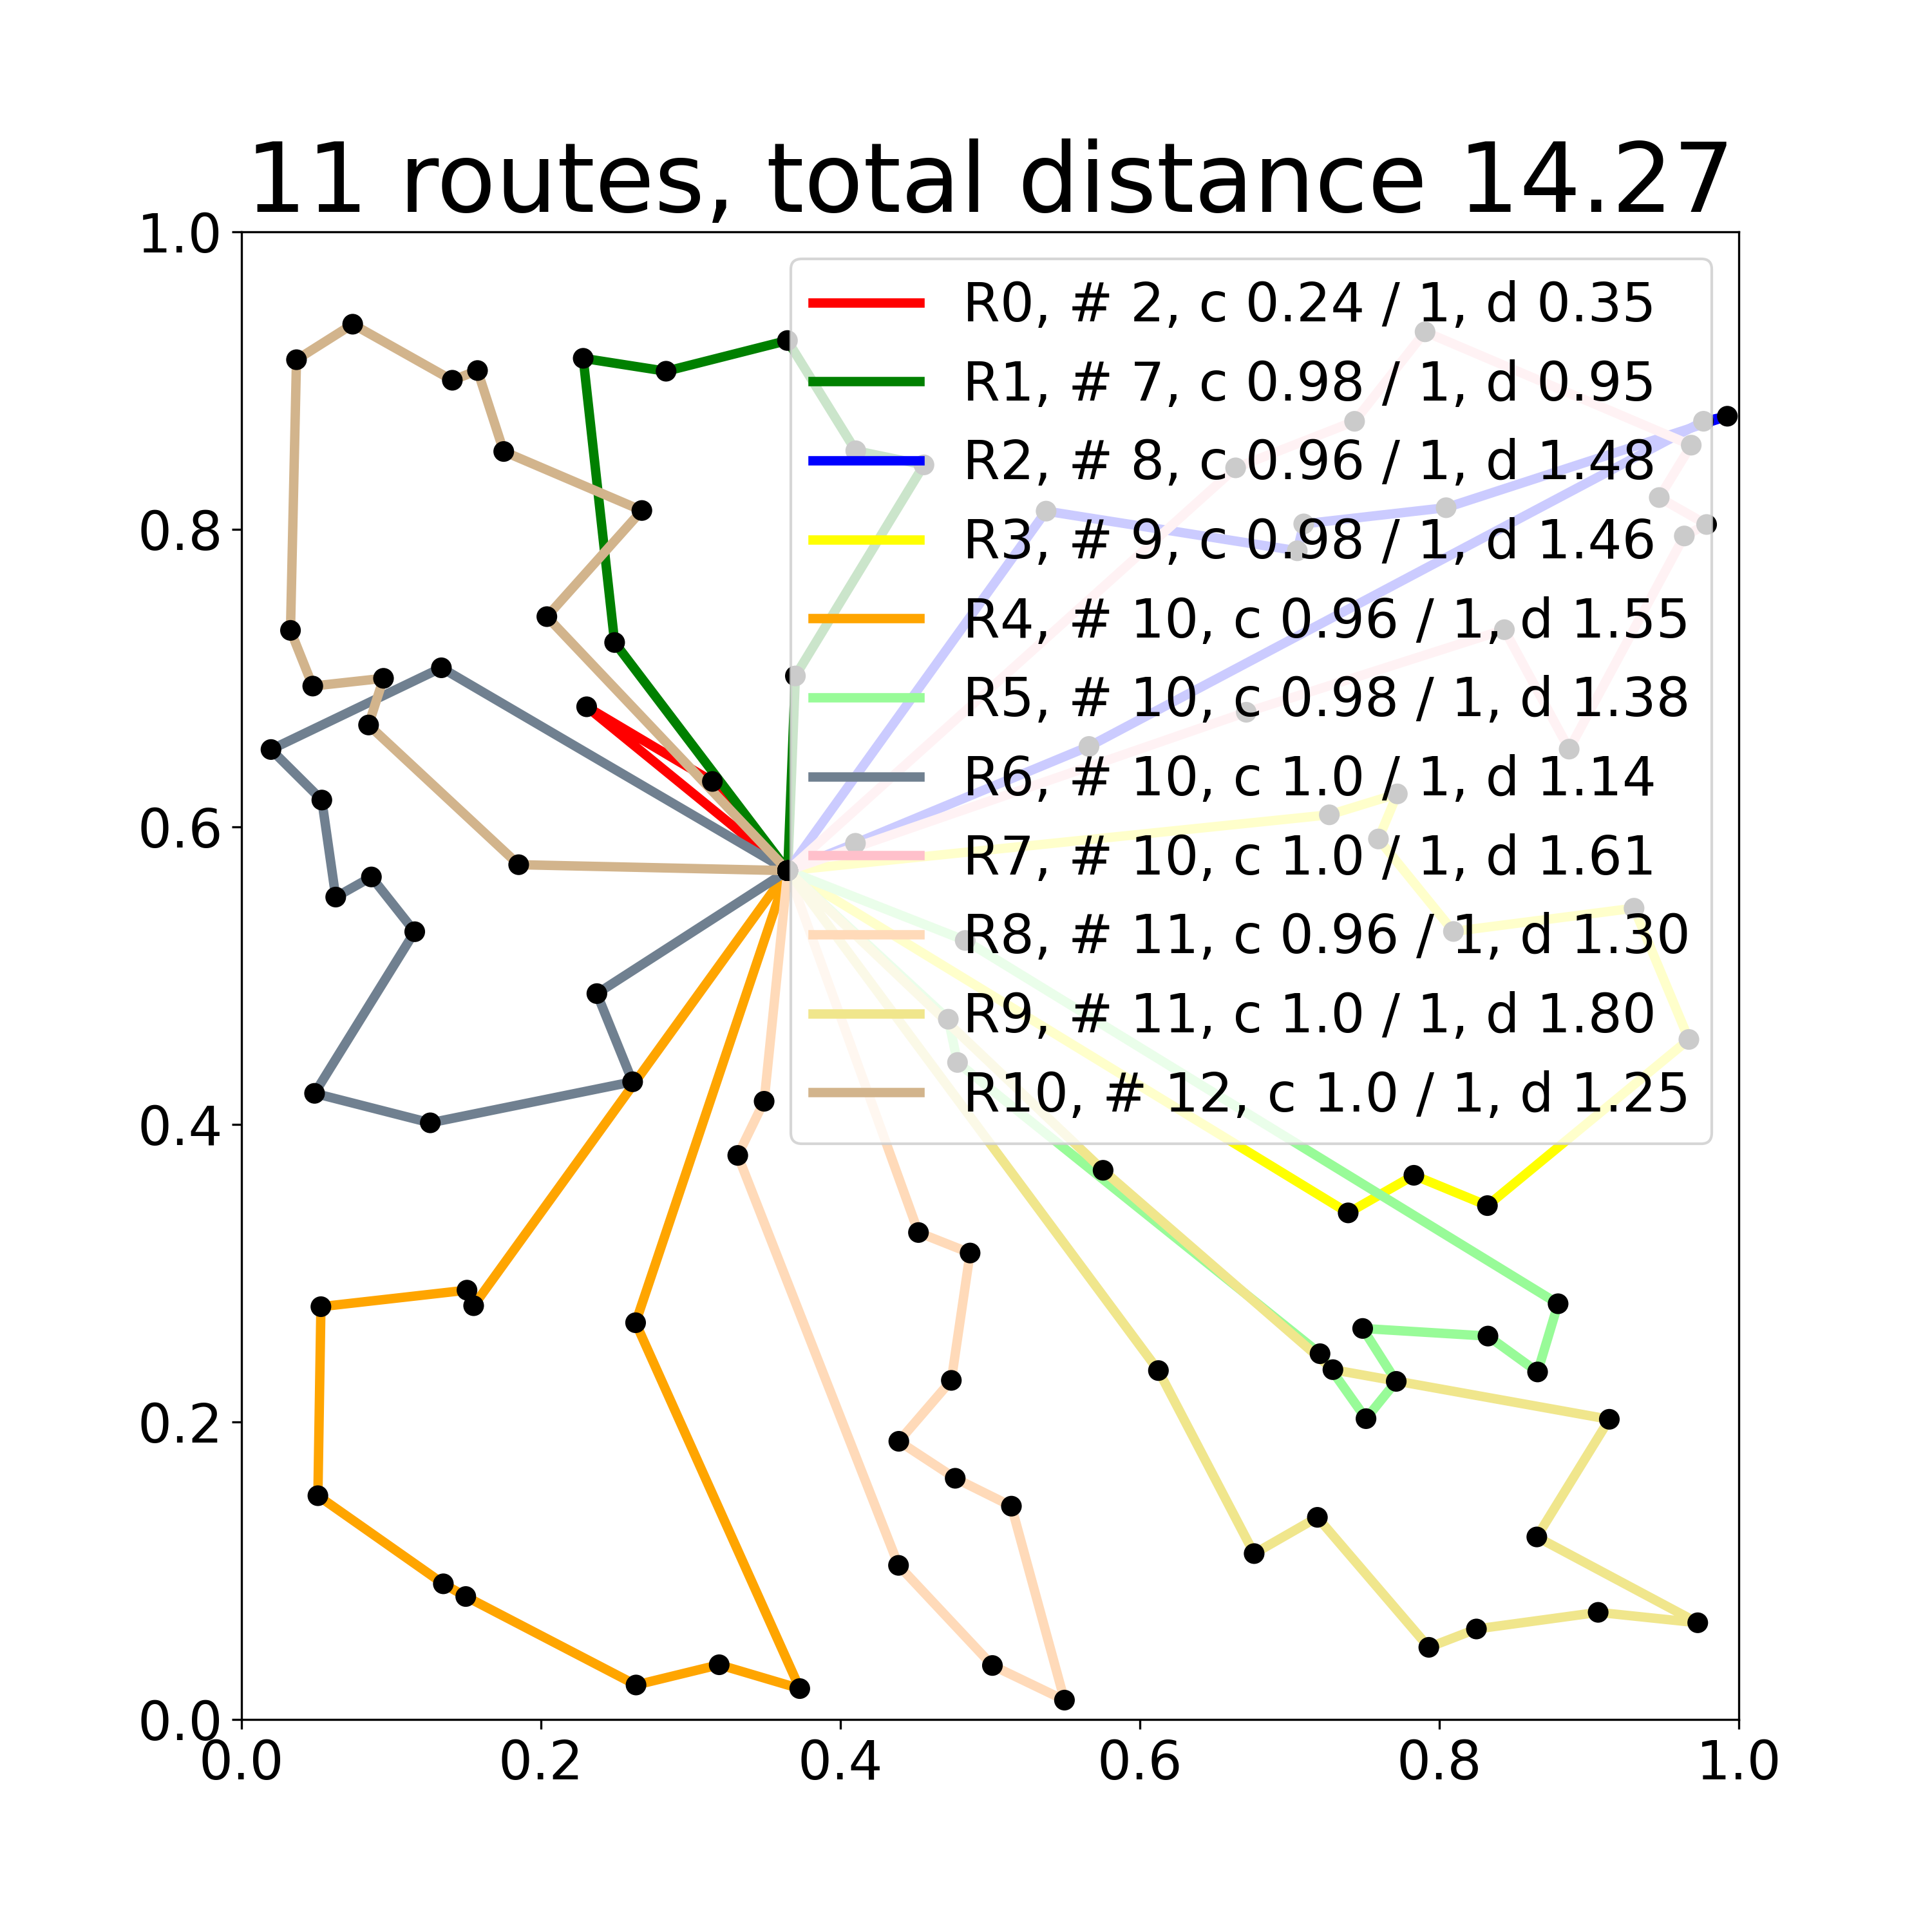 11 routes, total distance 14.27
1.0
0.8
0.6
0.4
0.2
0.0
0.0 0.2 0.4 0.6 0.8 1.0
R0, # 2, c 0.24 / 1, d 0.35
R1, # 7, c 0.98 / 1, d 0.95
R2, # 8, c 0.96 / 1, d 1.48
R3, # 9, c 0.98 / 1, d 1.46
R4, # 10, c 0.96 / 1, d 1.55
R5, # 10, c 0.98 / 1, d 1.38
R6, # 10, c 1.0 / 1, d 1.14
R7, # 10, c 1.0 / 1, d 1.61
R8, # 11, c 0.96 / 1, d 1.30
R9, # 11, c 1.0 / 1, d 1.80
R10, # 12, c 1.0 / 1, d 1.25